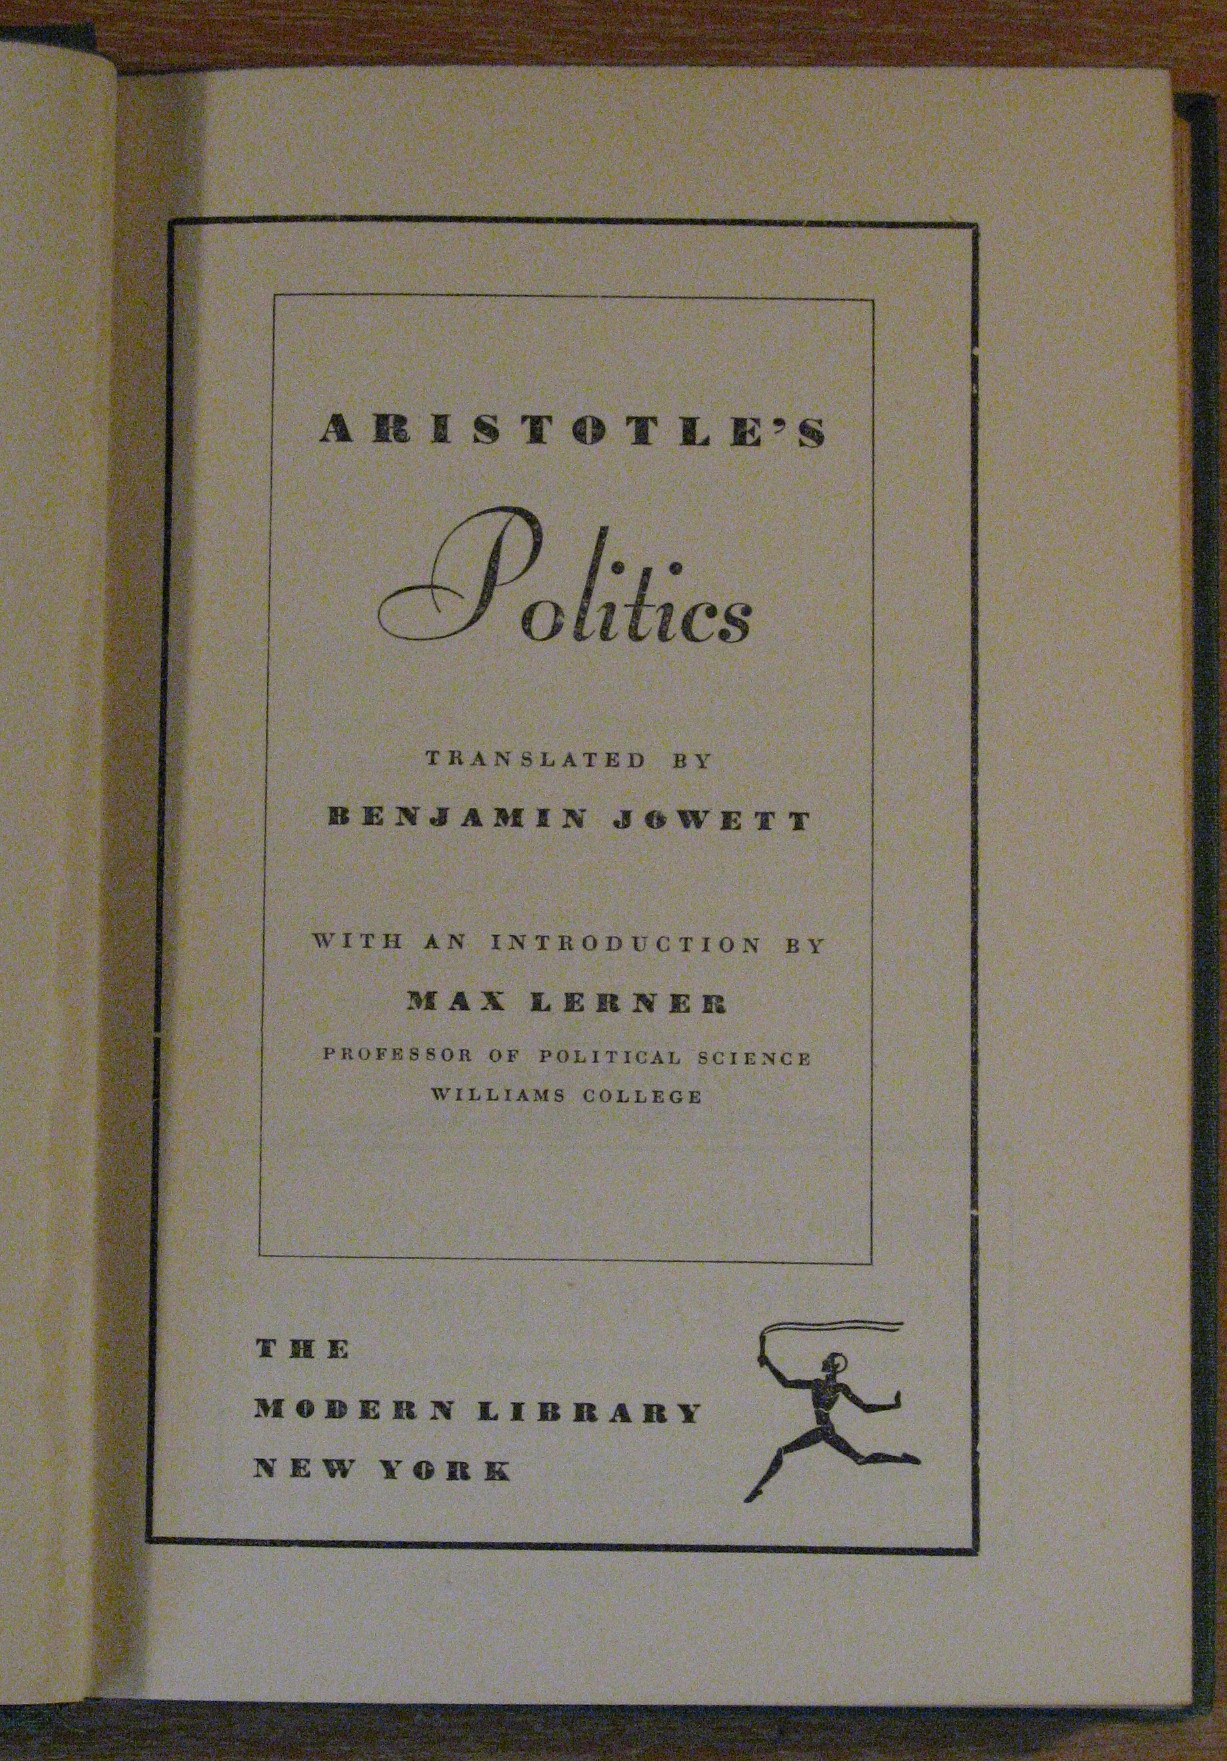 ARISTOTLE'S
Politics
TRANSLATED BY
BENJAMIN JOWETT
WITH AN INTRODUCTION BY
MAX LERNER
PROFESSOR OF POLITICAL SCIENCE
WILLIAMS COLLEGE
THE
MODERN LIBRARY
NEW YORK